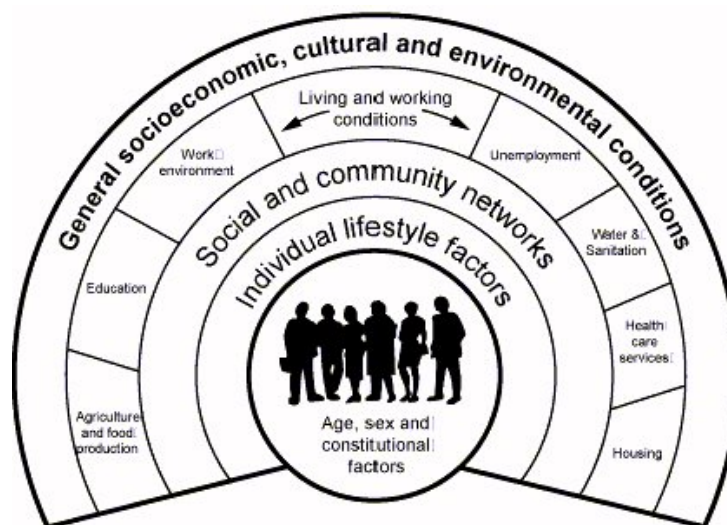 General socioeconomic, cultural and environmental conditions
Living and working
conditions
Work
environment
Unemployment
Social and community networks
Water &
Sanitation
Individual lifestyle factors
Education
Health
care
services
Agriculture
and food
production
Age, sex and
constitutional
factors
Housing